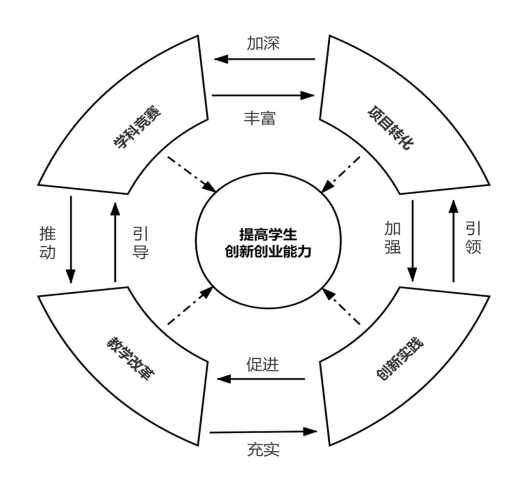 加深
丰富
学科竞赛
项目转化
推动
引导
提高学生
创新创业能力
加强
引领
教学改革
创新实践
促进
充实